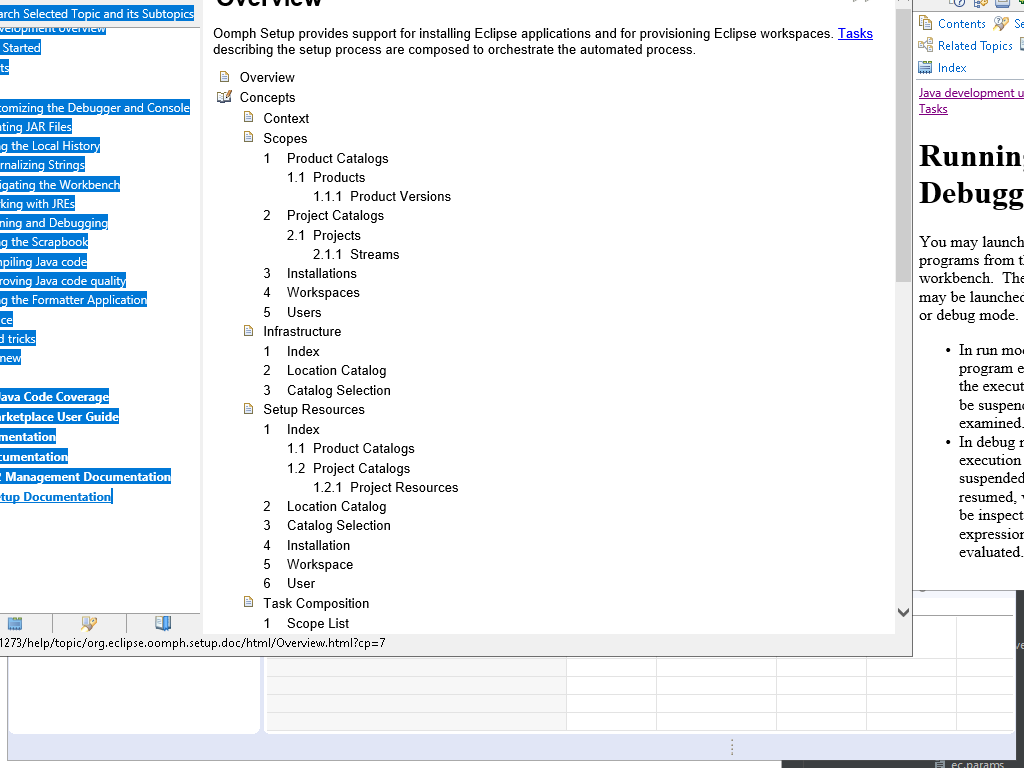 arch Selected Topic and its Subtopics
velopment overview
Started
ts
tomizing the Debugger and Console
ating JAR Files
ng the Local History
rnalizing Strings
igating the Workbench
king with JREs
ning and Debugging
ng the Scrapbook
mpiling Java code
roving Java code quality
ng the Formatter Application
ce
d tricks
new
Java Code Coverage
arketplace User Guide
mentation
cumentation
2 Management Documentation
etup Documentation
Overview
Oomph Setup provides support for installing Eclipse applications and for provisioning Eclipse workspaces. Tasks
describing the setup process are composed to orchestrate the automated process.
Overview
Concepts
Context
Scopes
1 Product Catalogs
1.1 Products
1.1.1 Product Versions
2 Project Catalogs
2.1 Projects
2.1.1 Streams
3 Installations
4 Workspaces
5 Users
Infrastructure
1 Index
2 Location Catalog
3 Catalog Selection
Setup Resources
1 Index
1.1 Product Catalogs
1.2 Project Catalogs
1.2.1 Project Resources
2 Location Catalog
3 Catalog Selection
4 Installation
5 Workspace
6 User
Task Composition
1 Scope List
1273/help/topic/org.eclipse.oomph.setup.doc/html/Overview.html?cp=7
Contents Se
Related Topics
Index
Java development u
Tasks
Running
Debugg
You may launch
programs from th
workbench. The
may be launched
or debug mode.
• In run mod
program e
the execut
be suspend
examined.
• In debug m
execution
suspended
resumed, v
be inspect
expression
evaluated.
ec.params